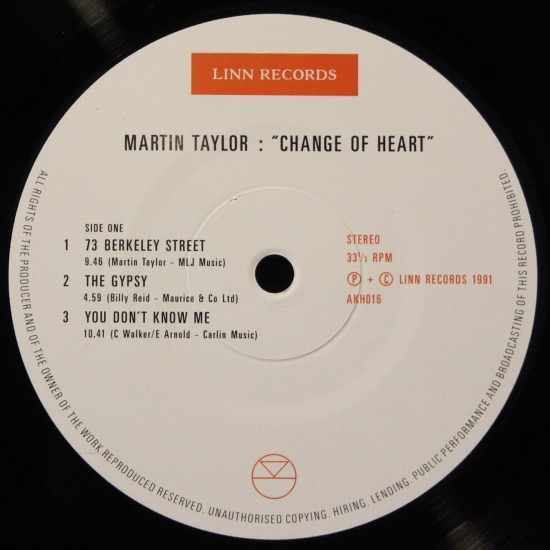 LINN RECORDS
MARTIN TAYLOR : "CHANGE OF HEART"
SIDE ONE
1 73 BERKELEY STREET
9.46 (Martin Taylor - MLJ Music)
2 THE GYPSY
4.59 (Billy Reid - Maurice & Co Ltd)
3 YOU DON'T KNOW ME
10.41 (C Walker/E Arnold - Carlin Music)
STEREO
33⅓ RPM
Ⓟ + Ⓒ LINN RECORDS 1991
AKH016
ALL RIGHTS OF THE PRODUCER AND OF THE OWNER OF THE WORK REPRODUCED RESERVED. UNAUTHORISED COPYING. HIRING. LENDING. PUBLIC PERFORMANCE AND BROADCASTING OF THIS RECORD PROHIBITED.